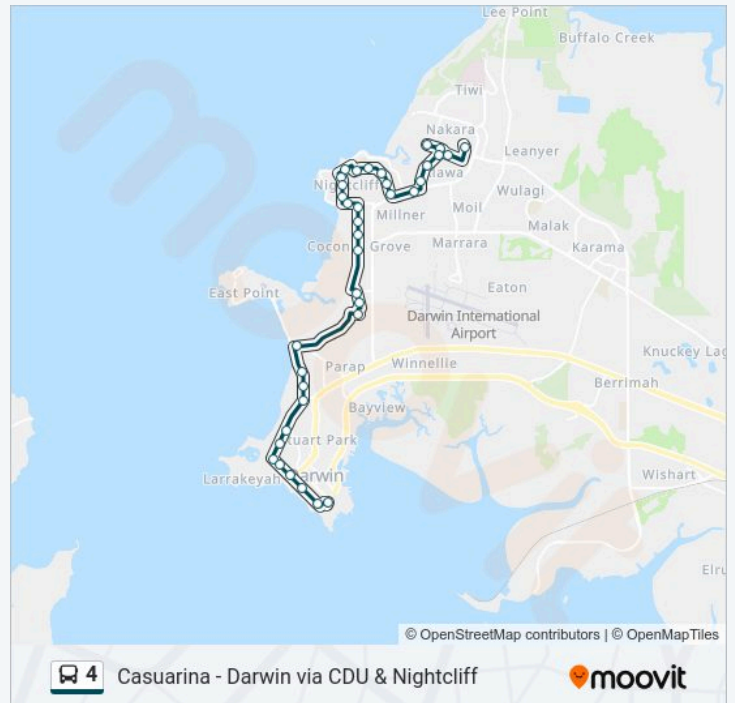 Lee Point
Buffalo Creek
Tiwi
Nakara
Leanyer
Nightcliff
Wulagi
Millner
Moil
Malak
Coconut Grove
Marrara
Karama
East Point
Eaton
Darwin International
Airport
Knuckey Lag
Parap
Winnellie
Berrimah
Bayview
Stuart Park
Larrakeyah
Darwin
Wishart
Elru
© OpenStreetMap contributors | © OpenMapTiles
4 Casuarina - Darwin via CDU & Nightcliff
moovit